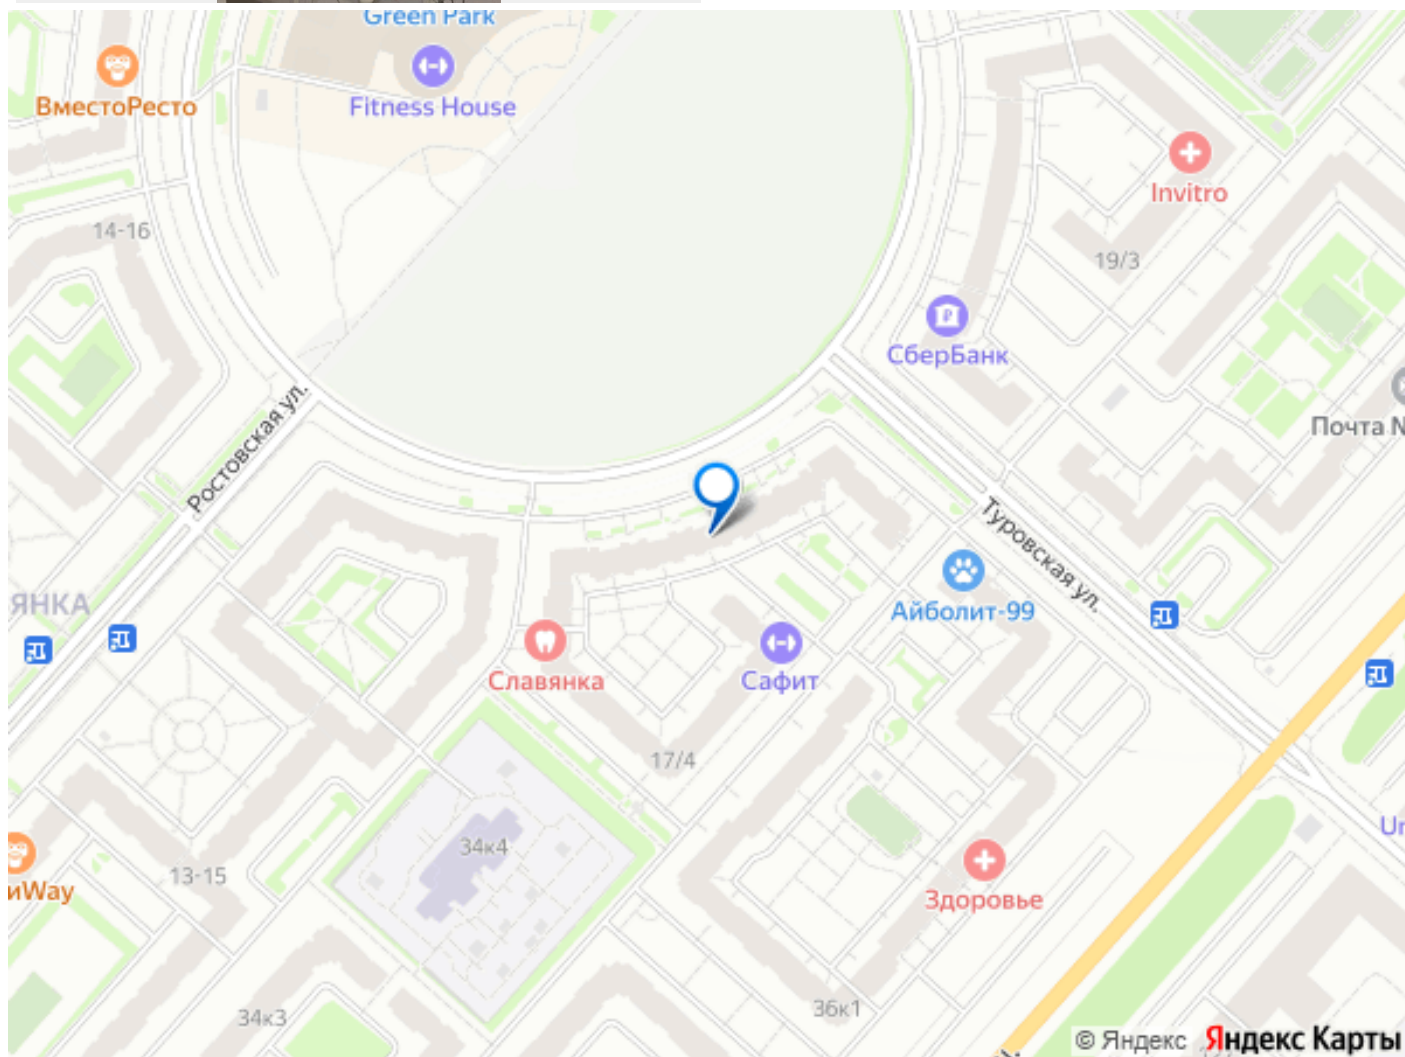 Green Park
ВместоРесто
Fitness House
Invitro
14-16
19/3
СберБанк
Ростовская ул.
Почта
Туровская ул.
ЯНКА
Айболит-99
Славянка
Сафит
17/4
34к4
13-15
иWay
Здоровье
34к3
36к1
© Яндекс Яндекс Карты